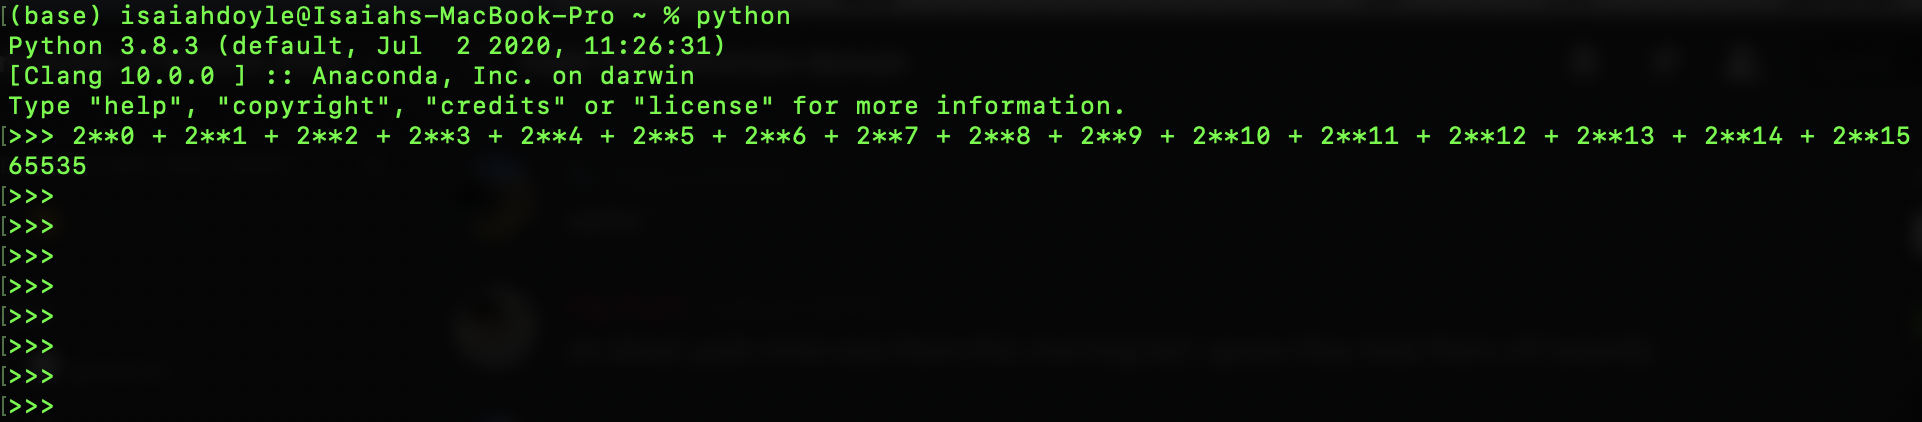 [(base) isaiahdoyle@Isaiahs-MacBook-Pro ~ % python
Python 3.8.3 (default, Jul  2 2020, 11:26:31)
[Clang 10.0.0 ] :: Anaconda, Inc. on darwin
Type "help", "copyright", "credits" or "license" for more information.
[>>> 2**0 + 2**1 + 2**2 + 2**3 + 2**4 + 2**5 + 2**6 + 2**7 + 2**8 + 2**9 + 2**10 + 2**11 + 2**12 + 2**13 + 2**14 + 2**15
65535
[>>>
[>>>
[>>>
[>>>
[>>>
[>>>
[>>>
[>>>